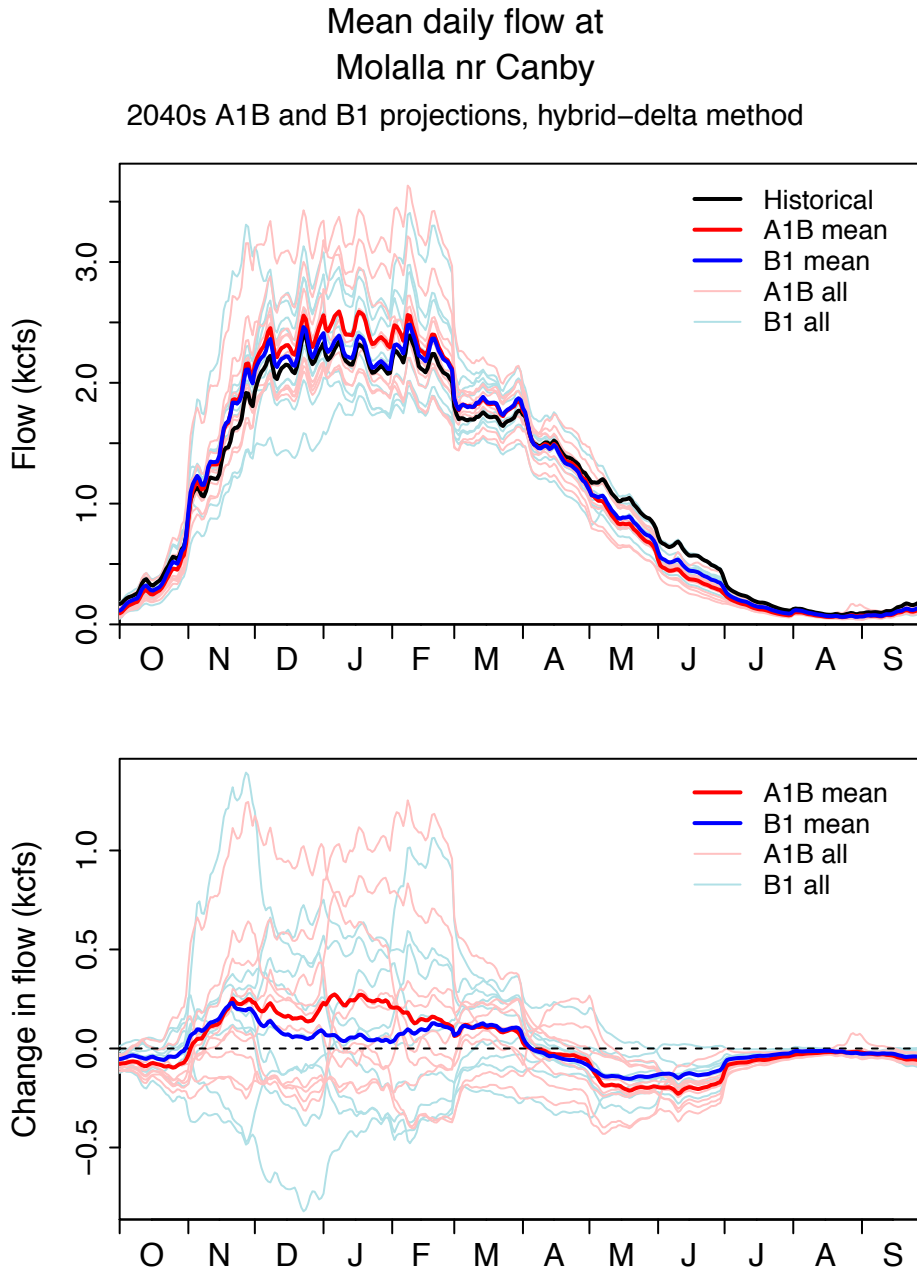 Mean daily flow at
Molalla nr Canby
2040s A1B and B1 projections, hybrid−delta method
Flow (kcfs)
0.0
1.0
2.0
3.0
Historical
A1B mean
B1 mean
A1B all
B1 all
O N D J F M A M J J A S
Change in flow (kcfs)
−0.5
0.0
0.5
1.0
A1B mean
B1 mean
A1B all
B1 all
O N D J F M A M J J A S